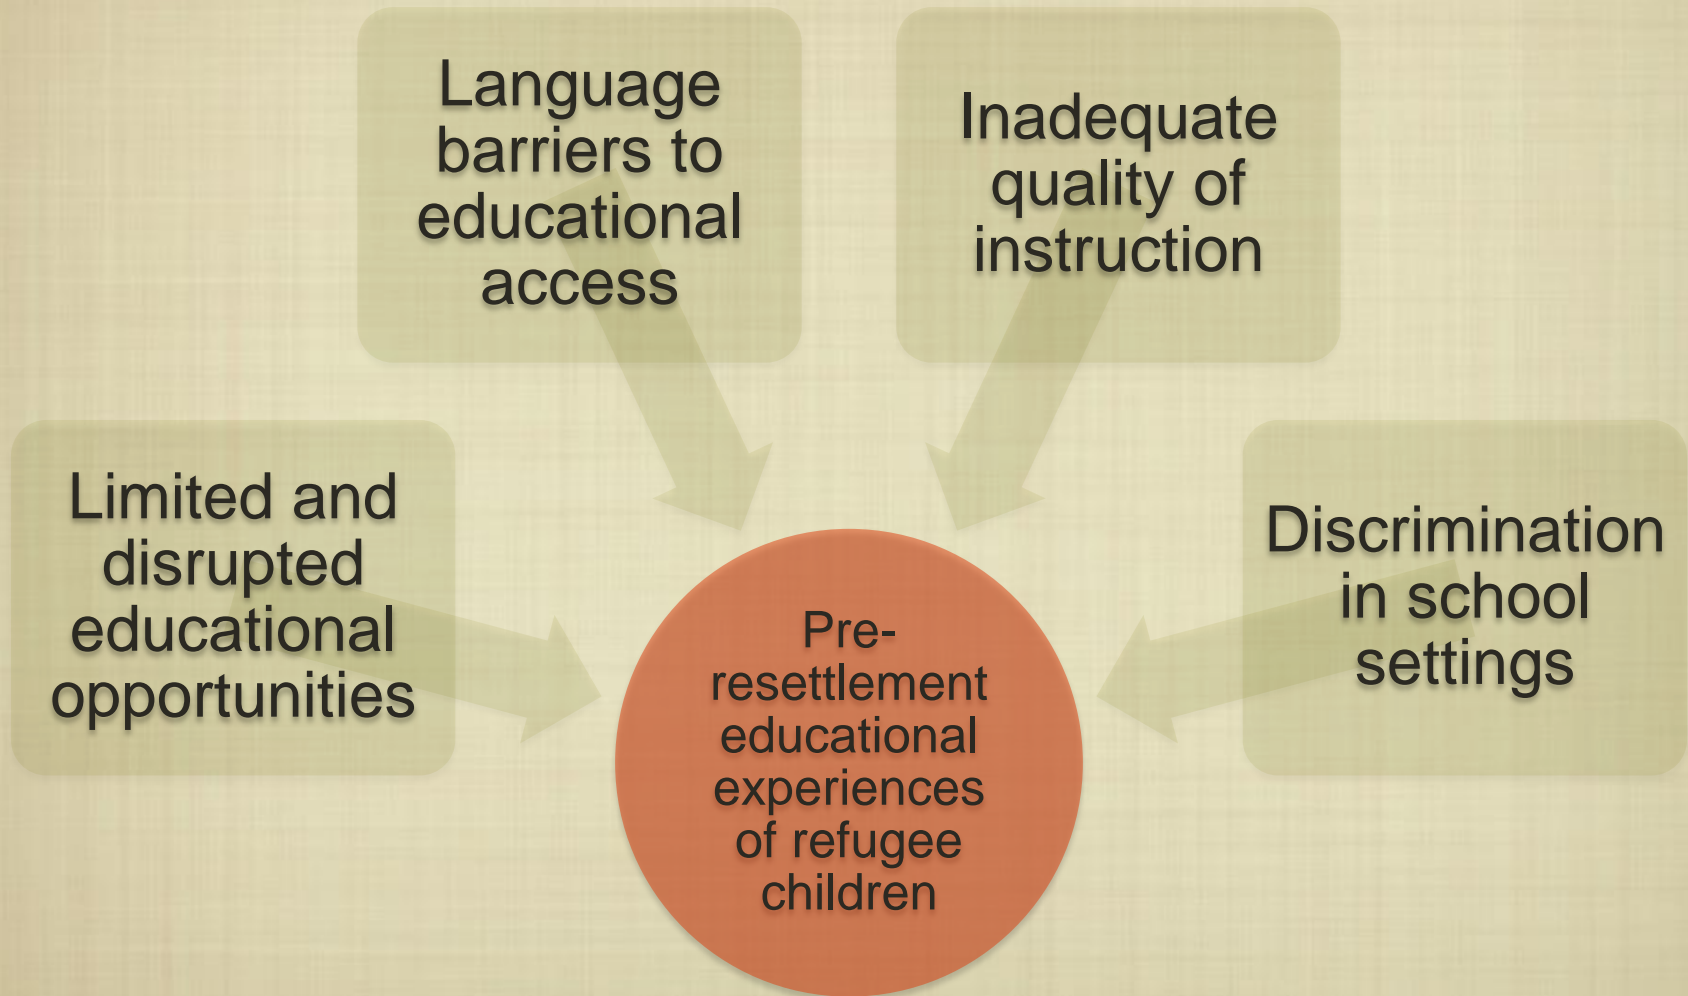 Language
barriers to
educational
access
Inadequate
quality of
instruction
Limited and
disrupted
educational
opportunities
Discrimination
in school
settings
Pre-
resettlement
educational
experiences
of refugee
children